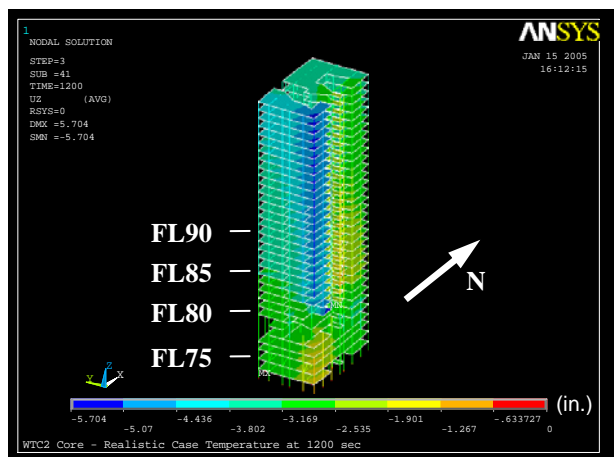 1
NODAL SOLUTION
STEP=3
SUB =41
TIME=1200
UZ (AVG)
RSYS=0
DMX =5.704
SMN =-5.704
ANSYS
JAN 15 2005
16:12:15
FL90
FL85
FL80
FL75
N
MN
MX
Z
Y X
-5.704 -4.436 -3.169 -1.901 -.633727
-5.07 -3.802 -2.535 -1.267 0
(in.)
WTC2 Core - Realistic Case Temperature at 1200 sec